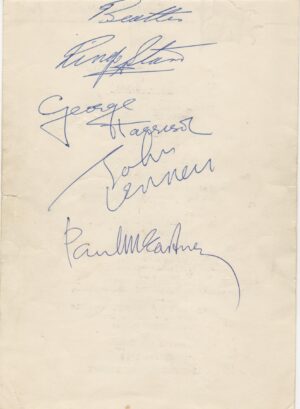 Beatles
Ringo Starr
George
Harrison
John
Lennon
Paul McCartney